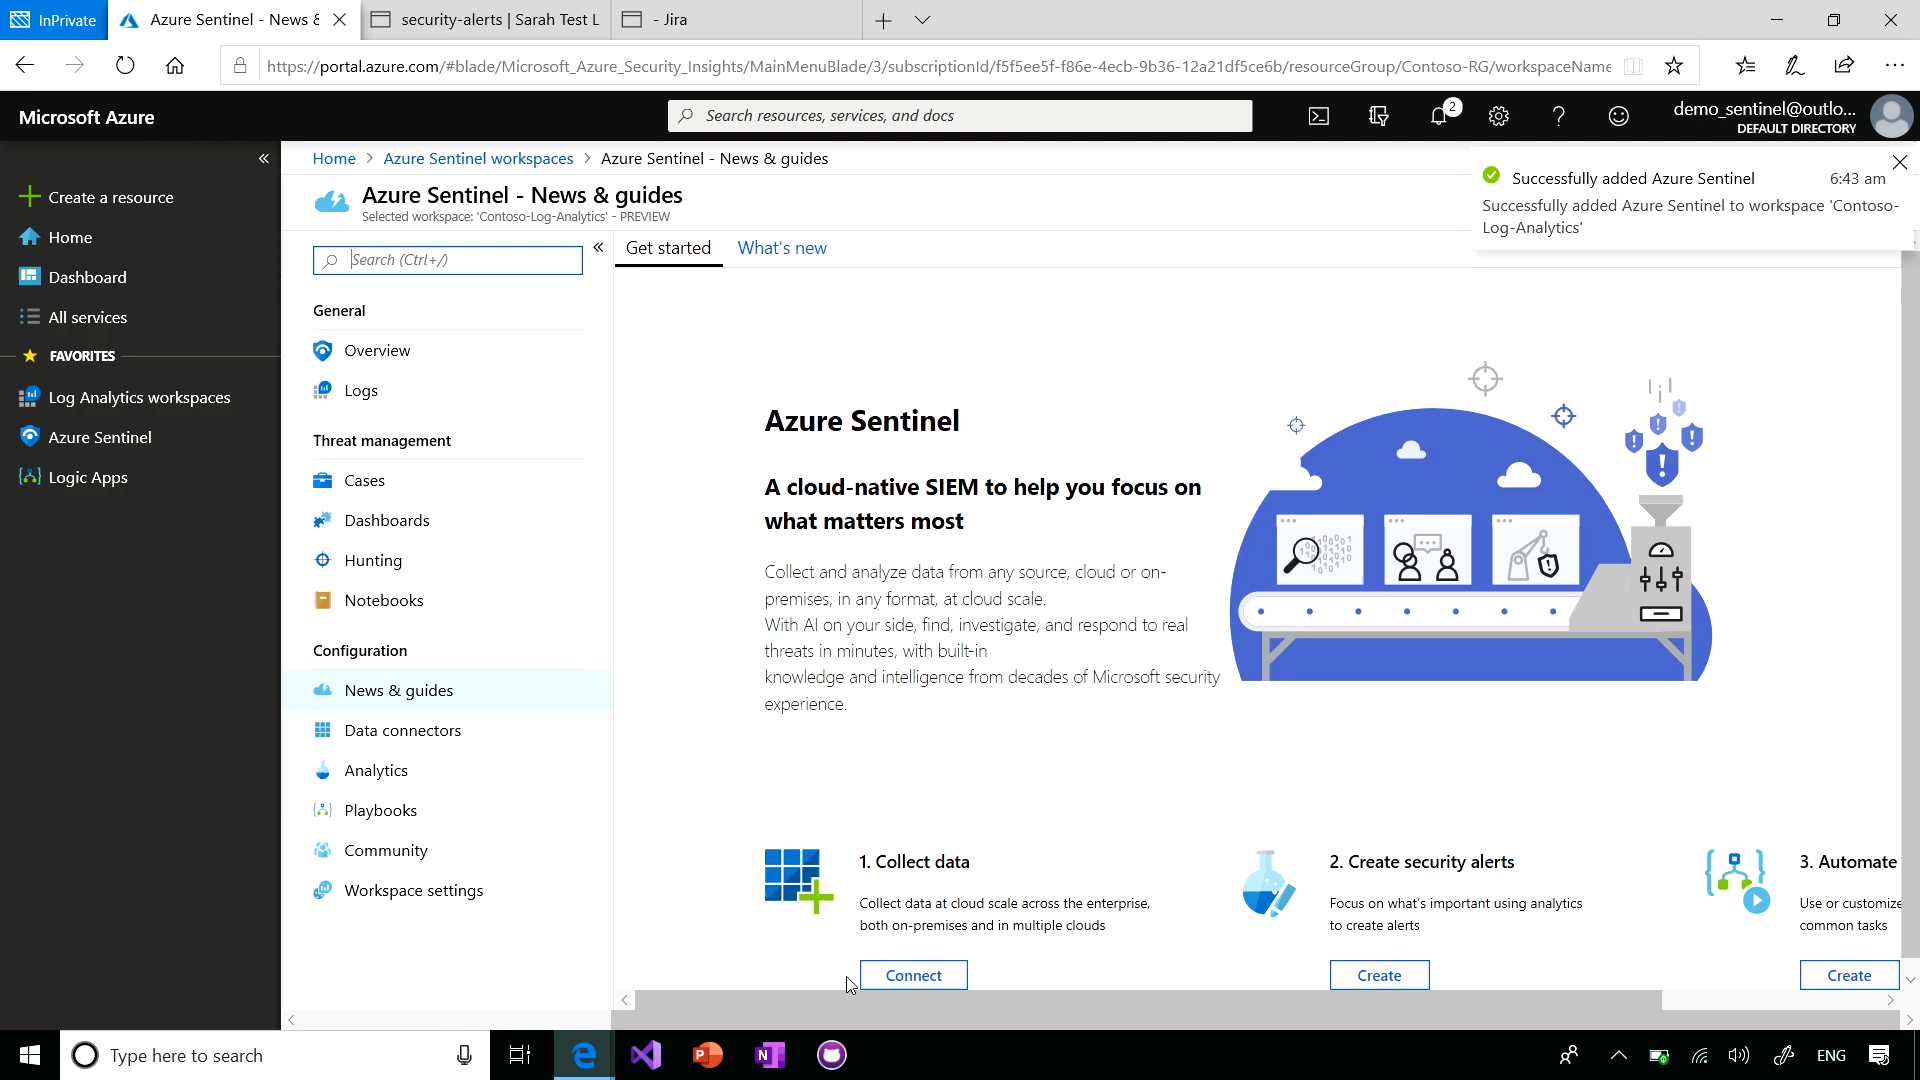 InPrivate
Azure Sentinel - News &
security-alerts | Sarah Test L
- Jira
https://portal.azure.com/#blade/Microsoft_Azure_Security_Insights/MainMenuBlade/3/subscriptionId/f5f5ee5f-f86e-4ecb-9b36-12a21df5ce6b/resourceGroup/Contoso-RG/workspaceName
Microsoft Azure
Search resources, services, and docs
2
demo_sentinel@outlo...
DEFAULT DIRECTORY
Create a resource
Home
Dashboard
All services
FAVORITES
Log Analytics workspaces
Azure Sentinel
Logic Apps
Home > Azure Sentinel workspaces > Azure Sentinel - News & guides
Azure Sentinel - News & guides
Selected workspace: 'Contoso-Log-Analytics' - PREVIEW
Successfully added Azure Sentinel 6:43 am
Successfully added Azure Sentinel to workspace 'Contoso-
Log-Analytics'
Search (Ctrl+/)
General
Overview
Logs
Threat management
Cases
Dashboards
Hunting
Notebooks
Configuration
News & guides
Data connectors
Analytics
Playbooks
Community
Workspace settings
Get started What's new
Azure Sentinel
A cloud-native SIEM to help you focus on
what matters most
Collect and analyze data from any source, cloud or on-
premises, in any format, at cloud scale.
With AI on your side, find, investigate, and respond to real
threats in minutes, with built-in
knowledge and intelligence from decades of Microsoft security
experience.
1. Collect data
Collect data at cloud scale across the enterprise,
both on-premises and in multiple clouds
Connect
2. Create security alerts
Focus on what's important using analytics
to create alerts
Create
3. Automate
Use or customize
common tasks
Create
Type here to search
ENG